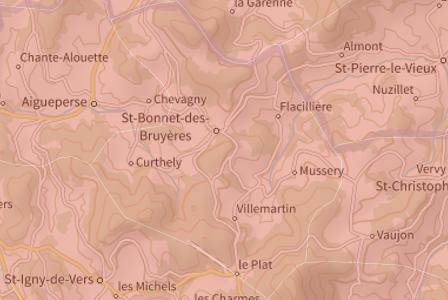 la Garenne
Almont
Chante-Alouette
St-Pierre-le-Vieux
Nuzillet
Aigueperse
Chevagny
Flacillière
St-Bonnet-des-
Bruyères
Curthely
Mussery
Vervy
St-Christoph
ers
Villemartin
Vaujon
le Plat
St-Igny-de-Vers
les Michels
les Charmes